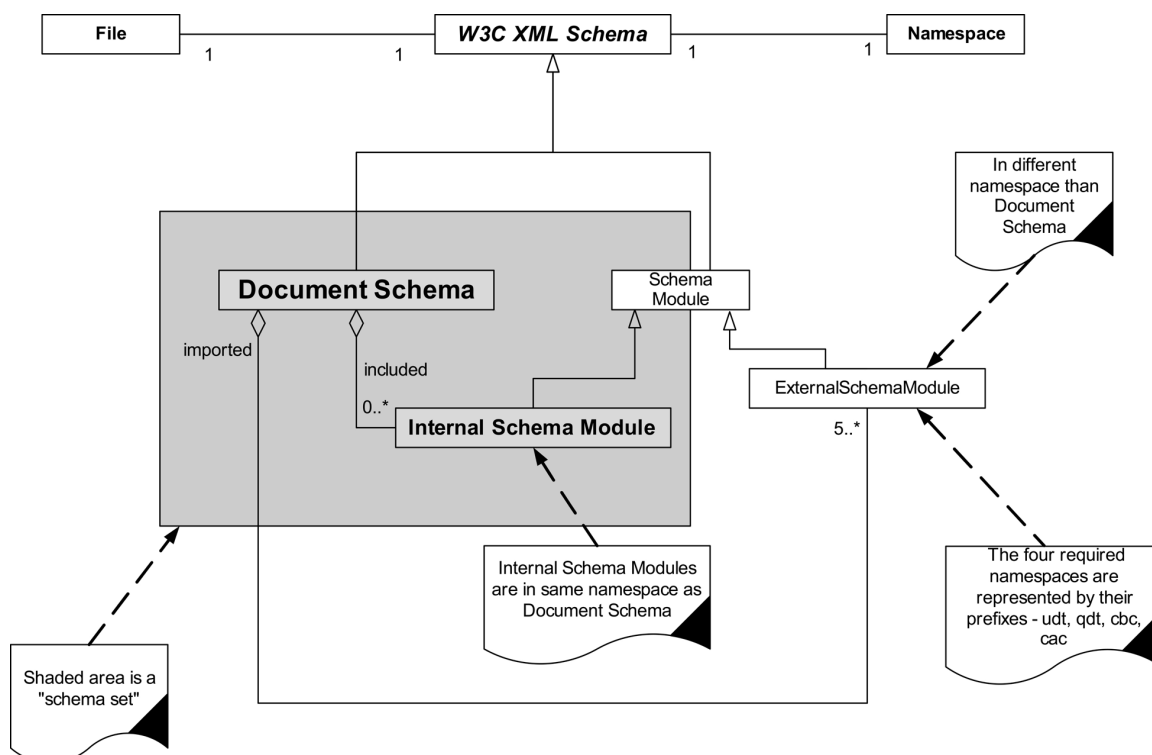 File
W3C XML Schema
Namespace
1
1
1
1
In different
namespace than
Document
Schema
Document Schema
Schema
Module
imported
included
0..*
Internal Schema Module
ExternalSchemaModule
5..*
Internal Schema Modules
are in same namespace as
Document Schema
The four required
namespaces are
represented by their
prefixes - udt, qdt, cbc,
cac
Shaded area is a
"schema set"